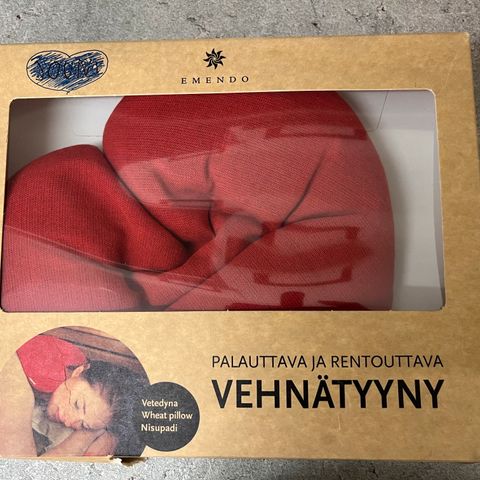 EMENDO
PALAUTTAVA JA RENTOUTTAVA
VEHNÄTYYNY
Vetedyna
Wheat pillow
Nisupadi